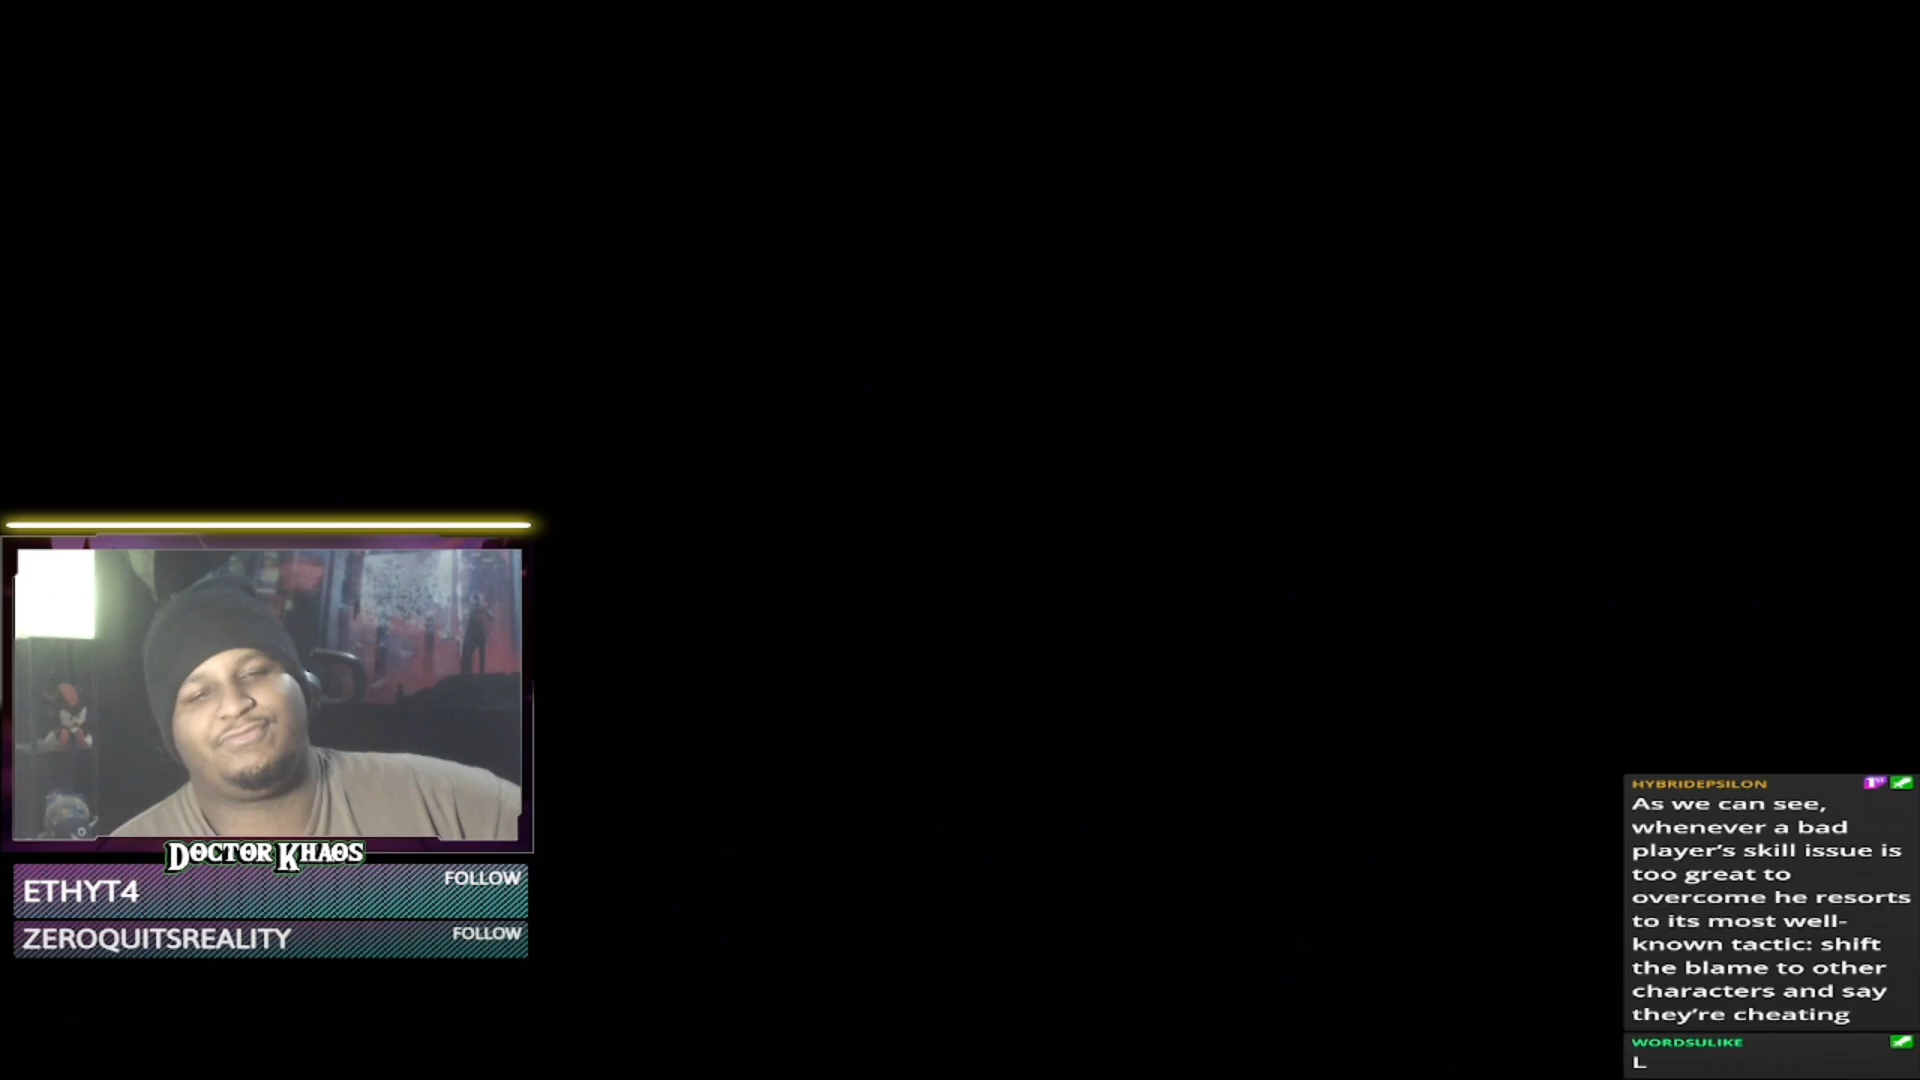 DOCTOR KHAOS
ETHYT4 FOLLOW
ZEROQUITSREALITY FOLLOW
HYBRIDEPSILON 1ST
As we can see,
whenever a bad
player's skill issue is
too great to
overcome he resorts
to its most well-
known tactic: shift
the blame to other
characters and say
they're cheating
WORDSULIKE
L